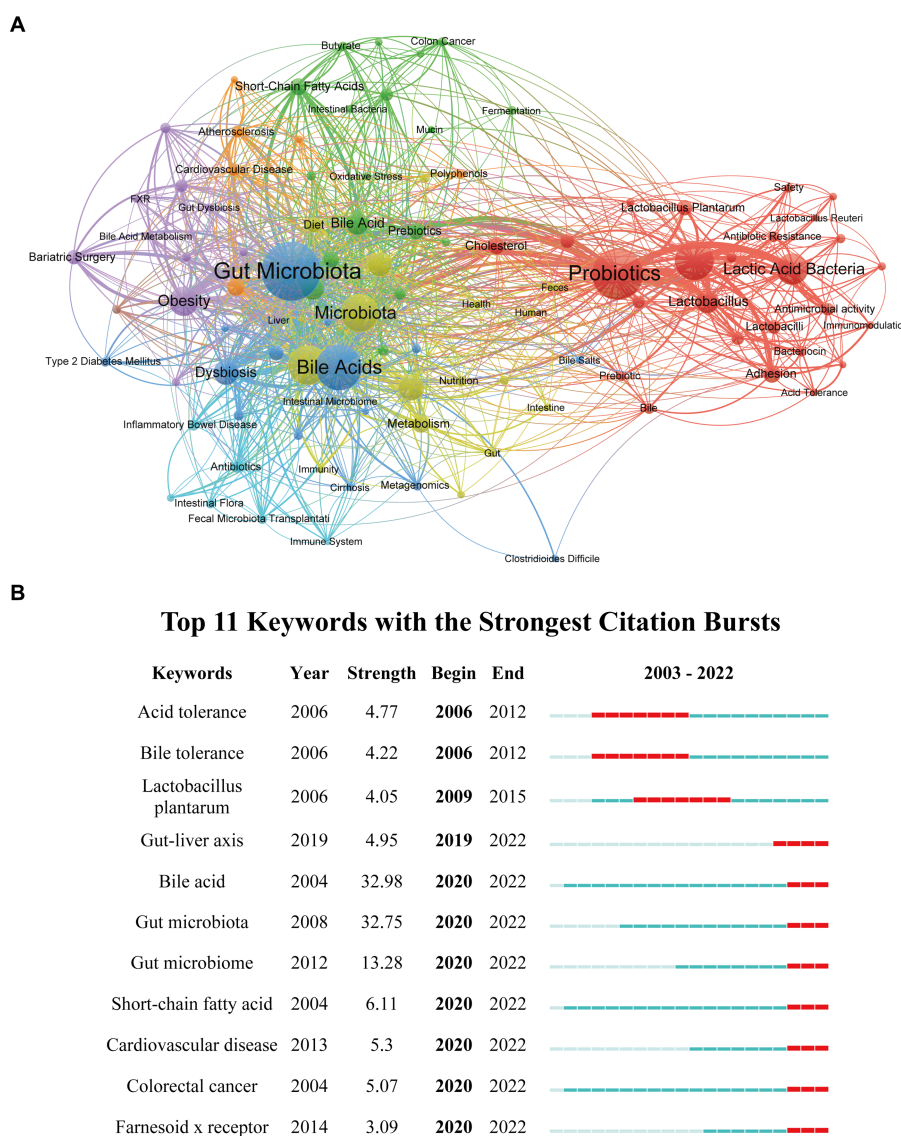 A
Butyrate
Colon Cancer
Short-Chain Fatty Acids
Intestinal Bacteria
Fermentation
Atherosclerosis
Mucin
Cardiovascular Disease
Oxidative Stress
Polyphenols
Safety
FXR
Gut Dysbiosis
Lactobacillus Plantarum
Lactobacillus Reuteri
Diet
Bile Acid
Prebiotics
Bile Acid Metabolism
Antibiotic Resistance
Cholesterol
Bariatric Surgery
Gut Microbiota
Probiotics
Lactic Acid Bacteria
Feces
Obesity
Health
Lactobacillus
Microbiota
Human
Antimicrobial activity
Liver
Lactobacilli
Immunomodulatio
Type 2 Diabetes Mellitus
Bile Salts
Bacteriocin
Dysbiosis
Bile Acids
Nutrition
Prebiotic
Adhesion
Acid Tolerance
Intestinal Microbiome
Intestine
Bile
Inflammatory Bowel Disease
Metabolism
Gut
Antibiotics
Immunity
Cirrhosis
Metagenomics
Intestinal Flora
Fecal Microbiota Transplantati
Immune System
Clostridioides Difficile
B
Top 11 Keywords with the Strongest Citation Bursts
Keywords Year Strength Begin End 2003 - 2022
Acid tolerance 2006 4.77 2006 2012
Bile tolerance 2006 4.22 2006 2012
Lactobacillus
plantarum 2006 4.05 2009 2015
Gut-liver axis 2019 4.95 2019 2022
Bile acid 2004 32.98 2020 2022
Gut microbiota 2008 32.75 2020 2022
Gut microbiome 2012 13.28 2020 2022
Short-chain fatty acid 2004 6.11 2020 2022
Cardiovascular disease 2013 5.3 2020 2022
Colorectal cancer 2004 5.07 2020 2022
Farnesoid x receptor 2014 3.09 2020 2022